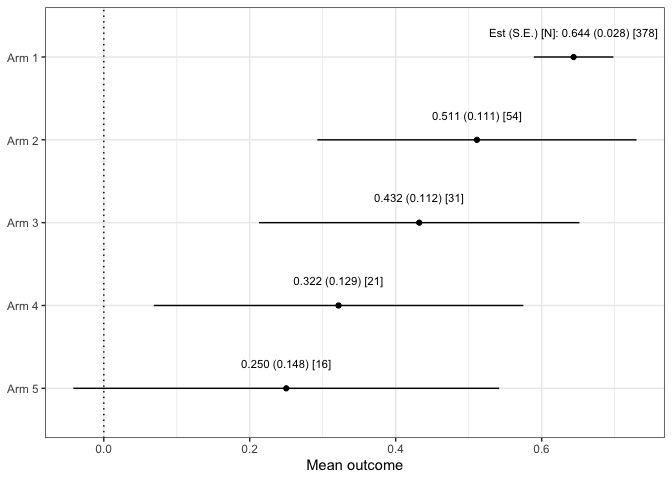 Est (S.E.) [N]: 0.644 (0.028) [378]
Arm 1
0.511 (0.111) [54]
Arm 2
0.432 (0.112) [31]
Arm 3
0.322 (0.129) [21]
Arm 4
0.250 (0.148) [16]
Arm 5
0.0 0.2 0.4 0.6
Mean outcome